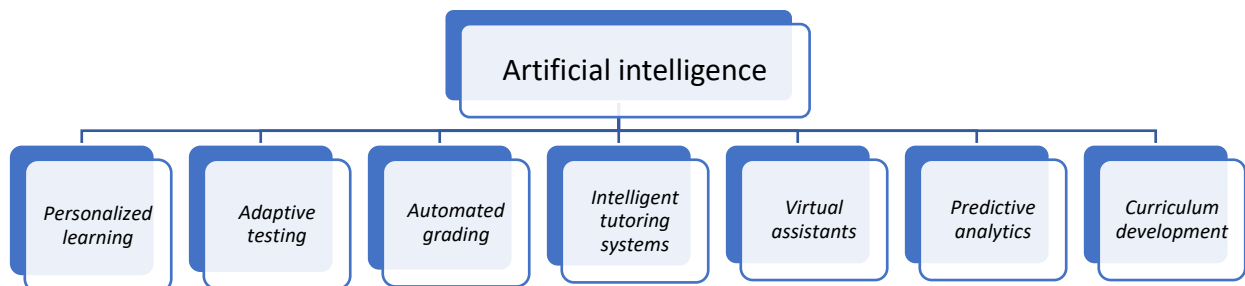 Artificial intelligence
Personalized
learning
Adaptive
testing
Automated
grading
Intelligent
tutoring
systems
Virtual
assistants
Predictive
analytics
Curriculum
development